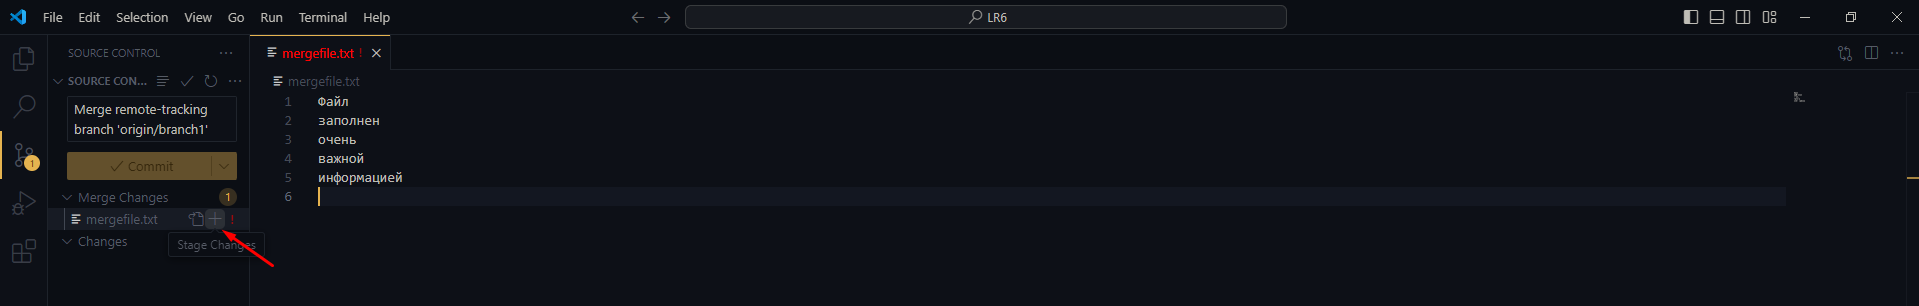 File Edit Selection View Go Run Terminal Help LR6
SOURCE CONTROL
SOURCE CON...
Merge remote-tracking
branch 'origin/branch1'
Commit
Merge Changes 1
mergefile.txt !
Stage Changes
Changes
1
mergefile.txt !
mergefile.txt
1 Файл
2 заполнен
3 очень
4 важной
5 информацией
6